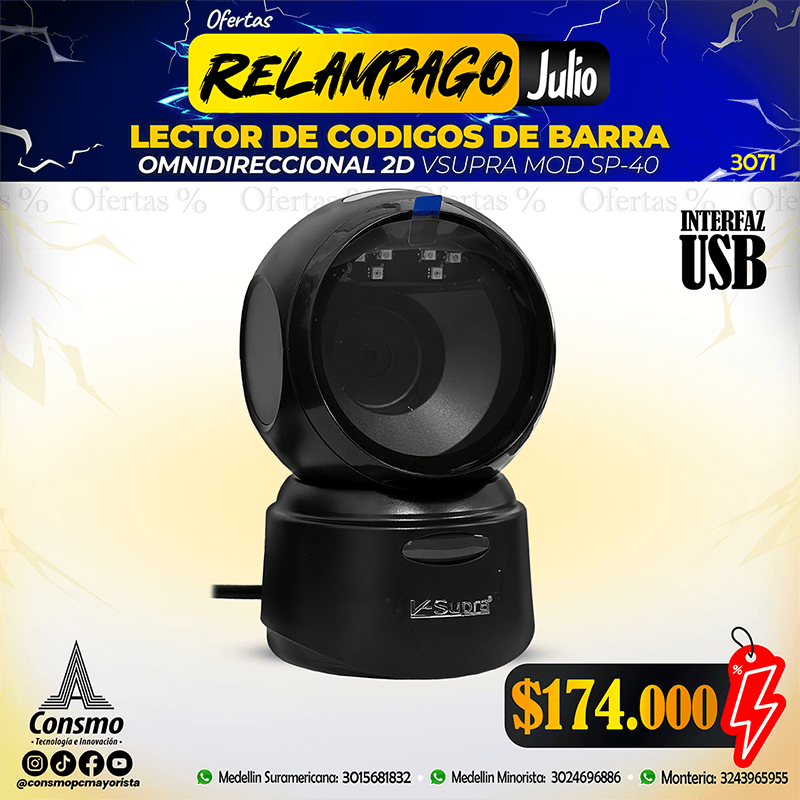 Ofertas
RELAMPAGO Julio
LECTOR DE CODIGOS DE BARRA
OMNIDIRECCIONAL 2D VSUPRA MOD SP-40
3071
Ofertas % Ofertas % Ofertas % Ofertas %
INTERFAZ
USB
V-Supra®
$174.000
%
Consmo
• Tecnología e Innovación •
@consmopcmayorista
Medellin Suramericana: 3015681832 • Medellin Minorista: 3024696886 • Monteria: 3243965955